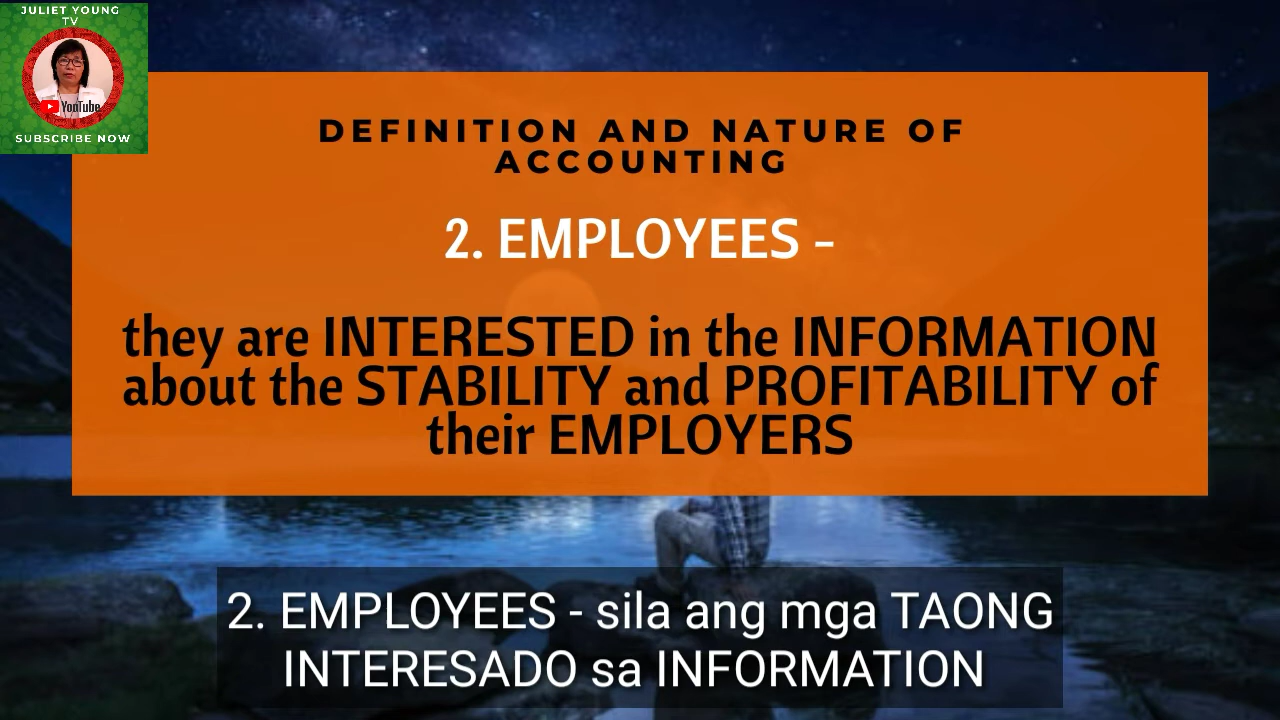 JULIET YOUNG
TV
YouTube
SUBSCRIBE NOW
DEFINITION AND NATURE OF
ACCOUNTING
2. EMPLOYEES -
they are INTERESTED in the INFORMATION
about the STABILITY and PROFITABILITY of
their EMPLOYERS
2. EMPLOYEES - sila ang mga TAONG
INTERESADO sa INFORMATION